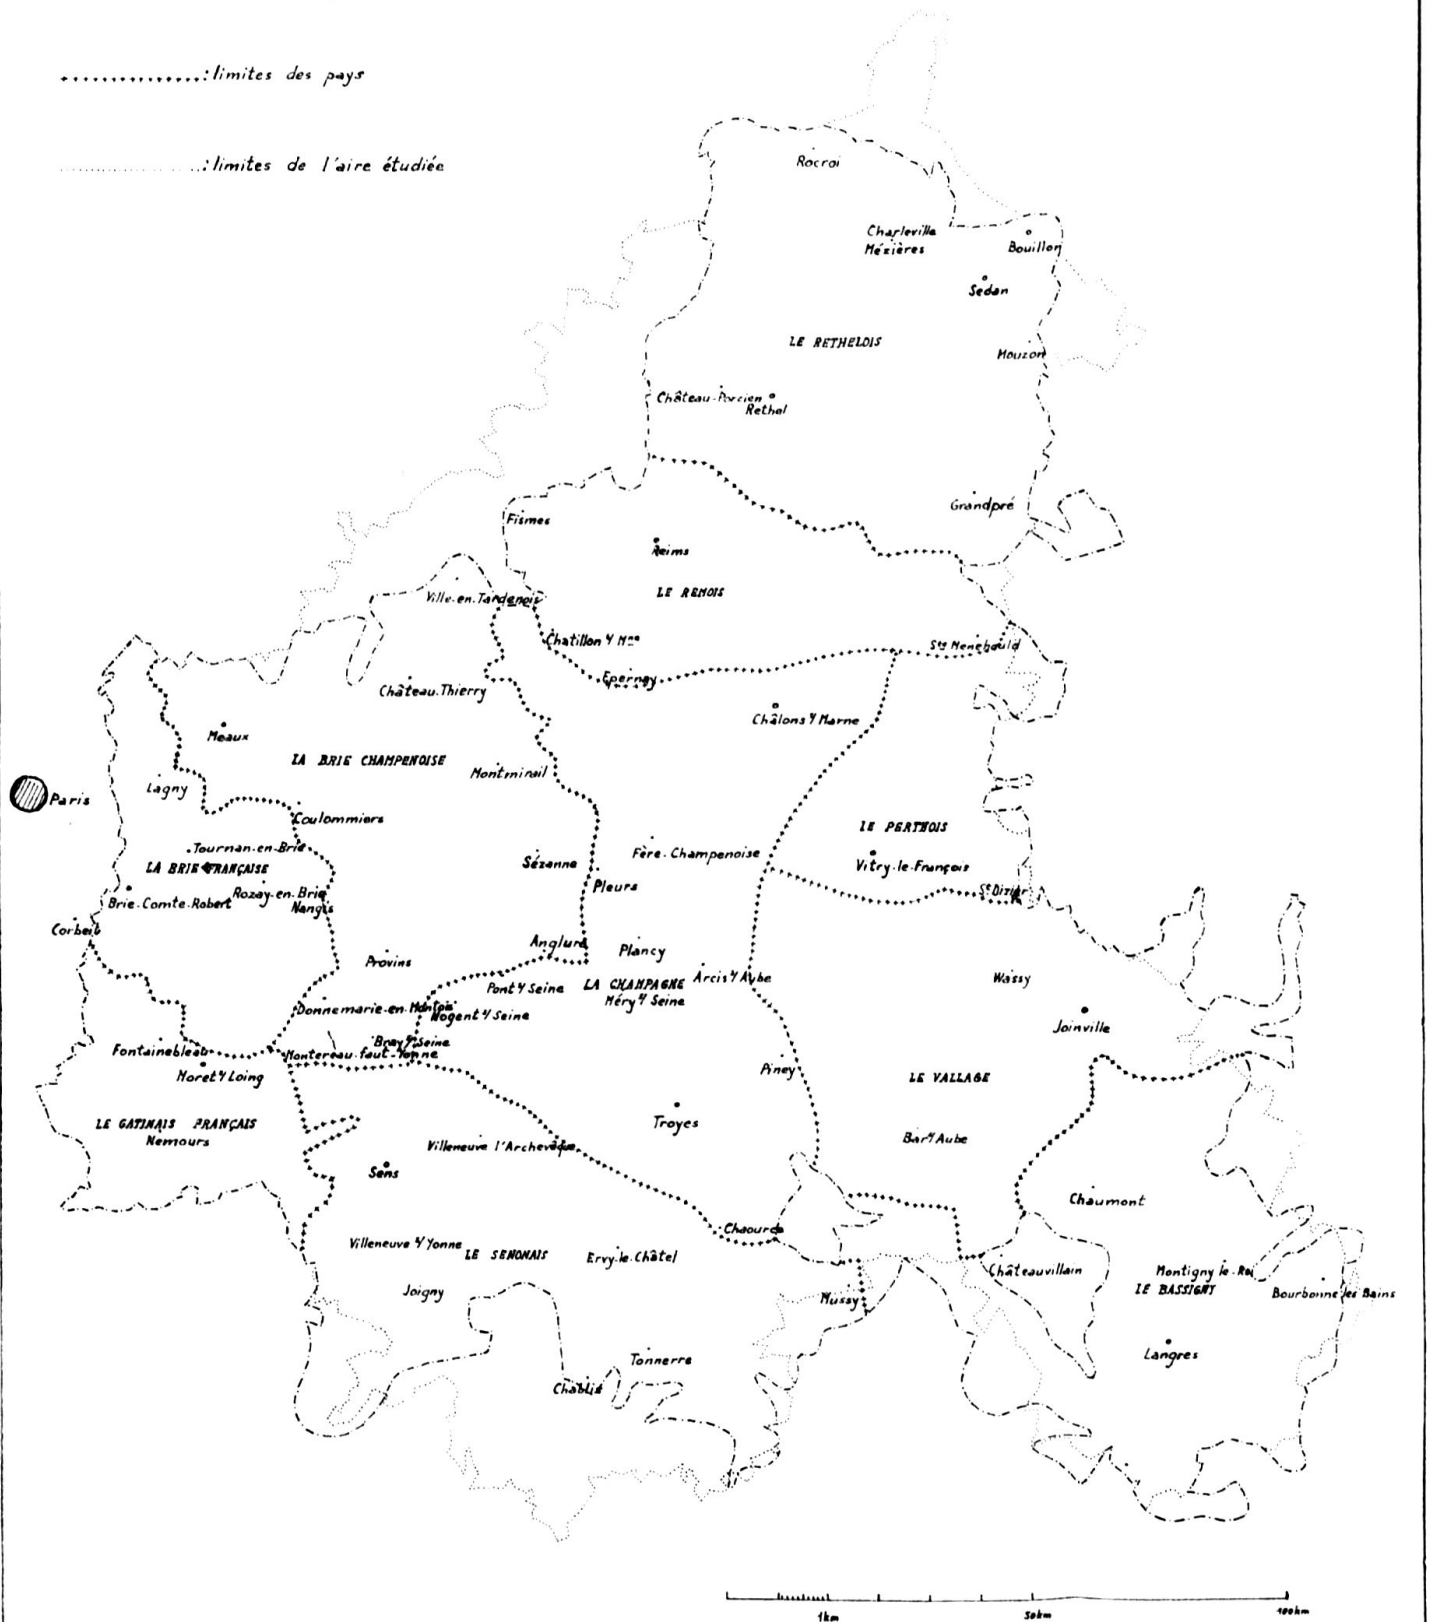 : limites des pays
: limites de l'aire étudiée
Rocroi
Charleville
Mézières
Bouillon
Sedan
LE RETHELOIS
Mouzon
Château-Porcien
Rethel
Grandpré
Fismes
Reims
LE REMOIS
Ville-en-Tardenois
Chatillon s/ Mne
Ste Menehould
Epernay
Château-Thierry
Châlons s/ Marne
Meaux
LA BRIE CHAMPENOISE
Montmirail
Lagny
Paris
Coulommiers
LE PERTHOIS
Tournan-en-Brie
Fère-Champenoise
Sézanne
LA BRIE FRANÇAISE
Vitry-le-François
Pleurs
St Dizier
Rozay-en-Brie
Brie-Comte-Robert
Nangis
Corbeil
Anglure
Plancy
Provins
Arcis s/ Aube
Wassy
Pont s/ Seine
LA CHAMPAGNE
Méry s/ Seine
Donnemarie-en-Montois
Nogent s/ Seine
Joinville
Bray s/ Seine
Fontainebleau
Montereau-faut-Yonne
Moret s/ Loing
Piney
LE VALLAGE
LE GATINAIS FRANÇAIS
Nemours
Troyes
Bar s/ Aube
Villeneuve l'Archevêque
Sens
Chaumont
Chaource
Villeneuve s/ Yonne
LE SENONAIS
Ervy-le-Châtel
Châteauvillain
Montigny-le-Roi
LE BASSIGNY
Bourbonne les Bains
Joigny
Mussy
Langres
Tonnerre
Chablis
1km
50km
100km